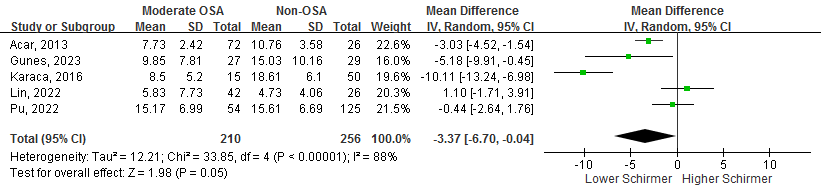 Moderate OSA Non-OSA Mean Difference Mean Difference
Study or Subgroup Mean SD Total Mean SD Total Weight IV, Random, 95% CI IV, Random, 95% CI
Acar, 2013 7.73 2.42 72 10.76 3.58 26 22.6% -3.03 [-4.52, -1.54]
Gunes, 2023 9.85 7.81 27 15.03 10.16 29 14.0% -5.18 [-9.91, -0.45]
Karaca, 2016 8.5 5.2 15 18.61 6.1 50 19.6% -10.11 [-13.24, -6.98]
Lin, 2022 5.83 7.73 42 4.73 4.06 26 20.3% 1.10 [-1.71, 3.91]
Pu, 2022 15.17 6.99 54 15.61 6.69 125 21.5% -0.44 [-2.64, 1.76]
Total (95% CI) 210 256 100.0% -3.37 [-6.70, -0.04]
Heterogeneity: Tau² = 12.21; Chi² = 33.85, df = 4 (P < 0.00001); I² = 88%
Test for overall effect: Z = 1.98 (P = 0.05)
-10 -5 0 5 10
Lower Schirmer Higher Schirmer